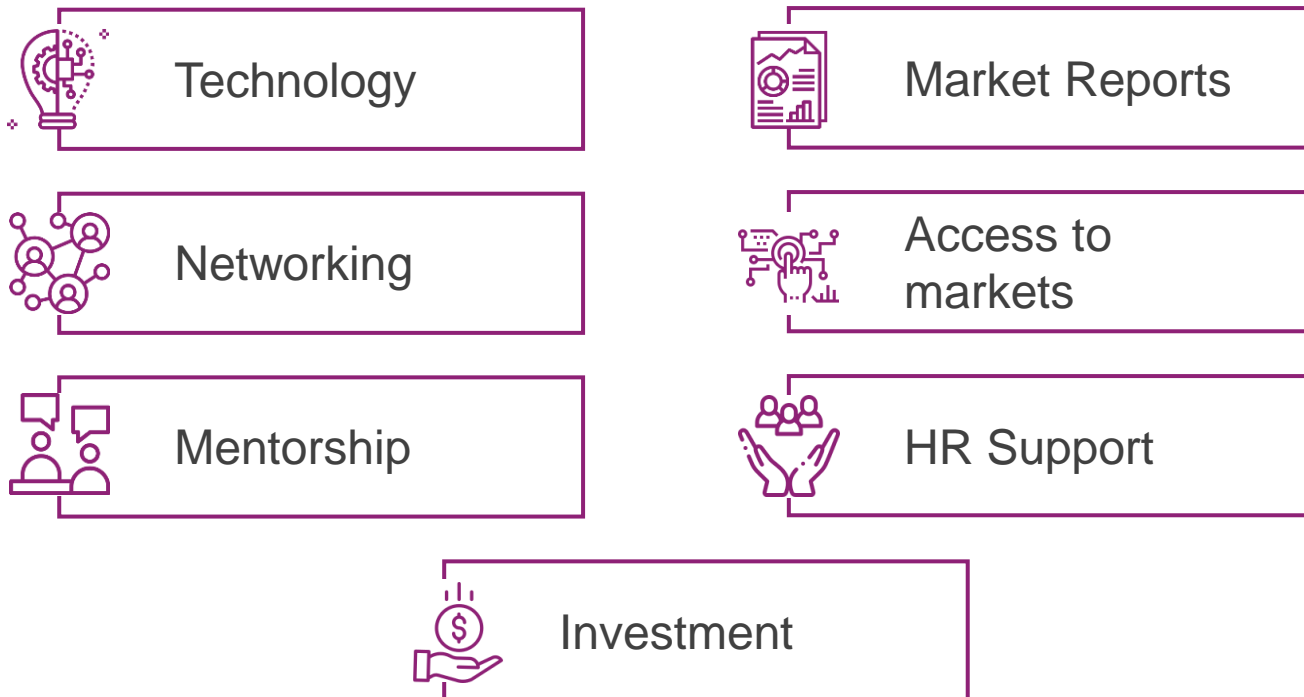 Technology
Market Reports
Networking
Access to
markets
Mentorship
HR Support
$
Investment